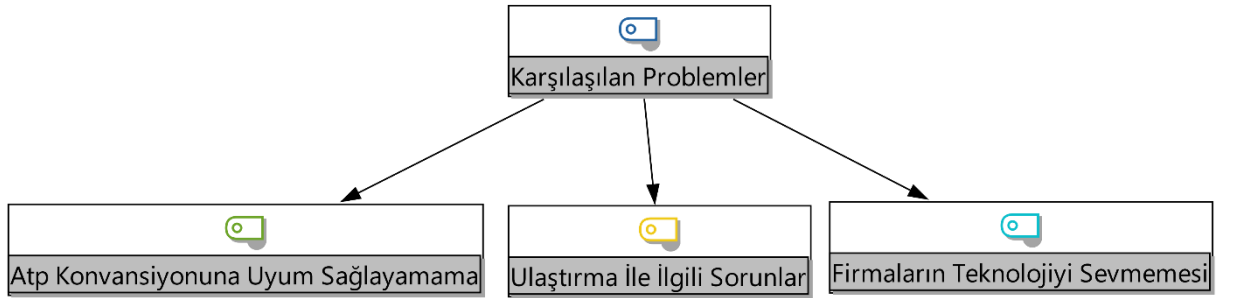 Karşılaşılan Problemler
Atp Konvansiyonuna Uyum Sağlayamama
Ulaştırma İle İlgili Sorunlar
Firmaların Teknolojiyi Sevmemesi